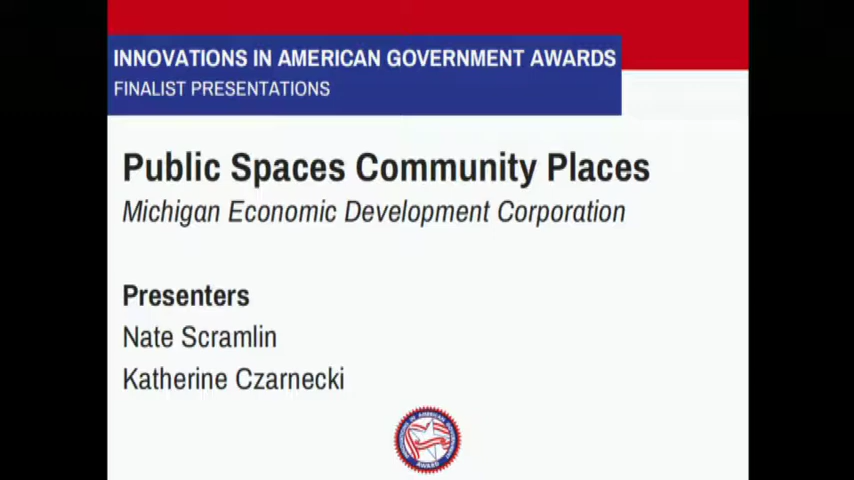 INNOVATIONS IN AMERICAN GOVERNMENT AWARDS
FINALIST PRESENTATIONS
Public Spaces Community Places
Michigan Economic Development Corporation
Presenters
Nate Scramlin
Katherine Czarnecki
AWARD